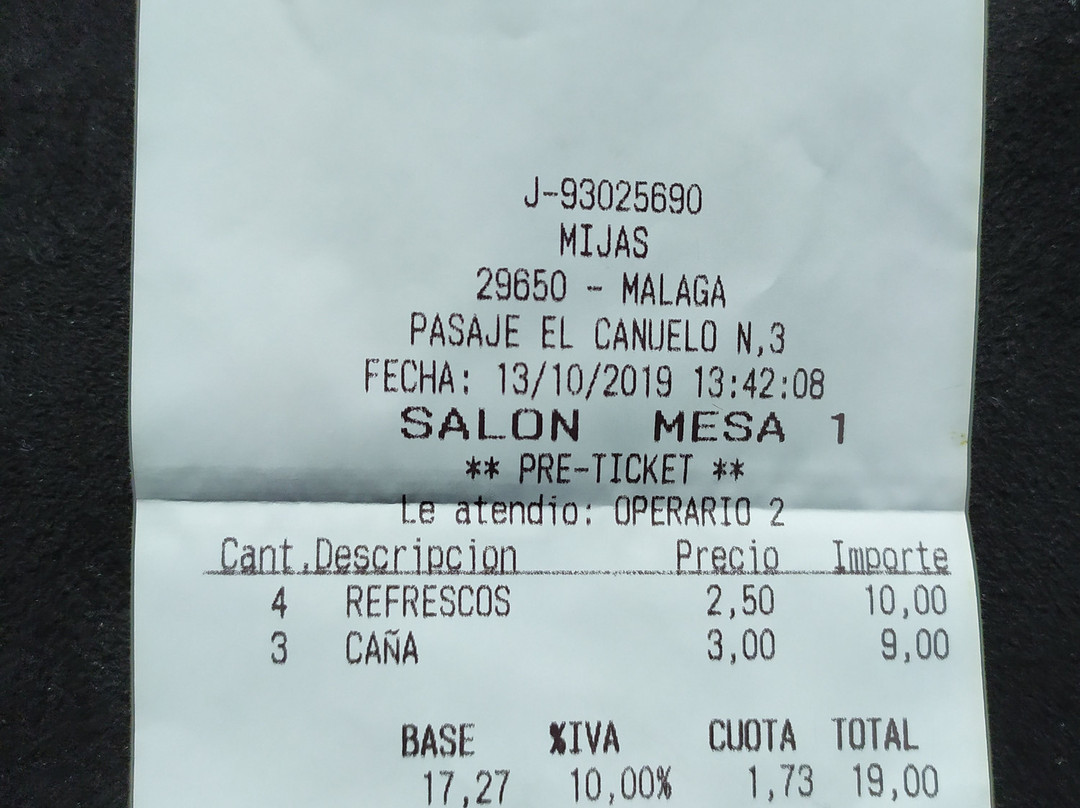 J-93025690
MIJAS
29650 - MALAGA
PASAJE EL CANUELO N,3
FECHA: 13/10/2019 13:42:08
SALON MESA 1
** PRE-TICKET **
Le atendio: OPERARIO 2
Cant.Descripcion Precio Importe
4 REFRESCOS 2,50 10,00
3 CAÑA 3,00 9,00
BASE %IVA CUOTA TOTAL
17,27 10,00% 1,73 19,00